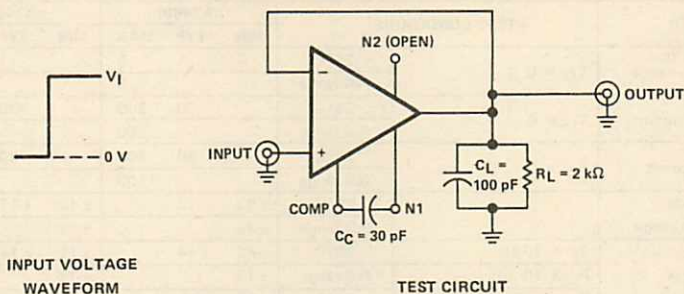 V_I
0 V
INPUT VOLTAGE
WAVEFORM
N2 (OPEN)
−
+
INPUT
OUTPUT
C_L =
100 pF
R_L = 2 kΩ
COMP
N1
C_C = 30 pF
TEST CIRCUIT